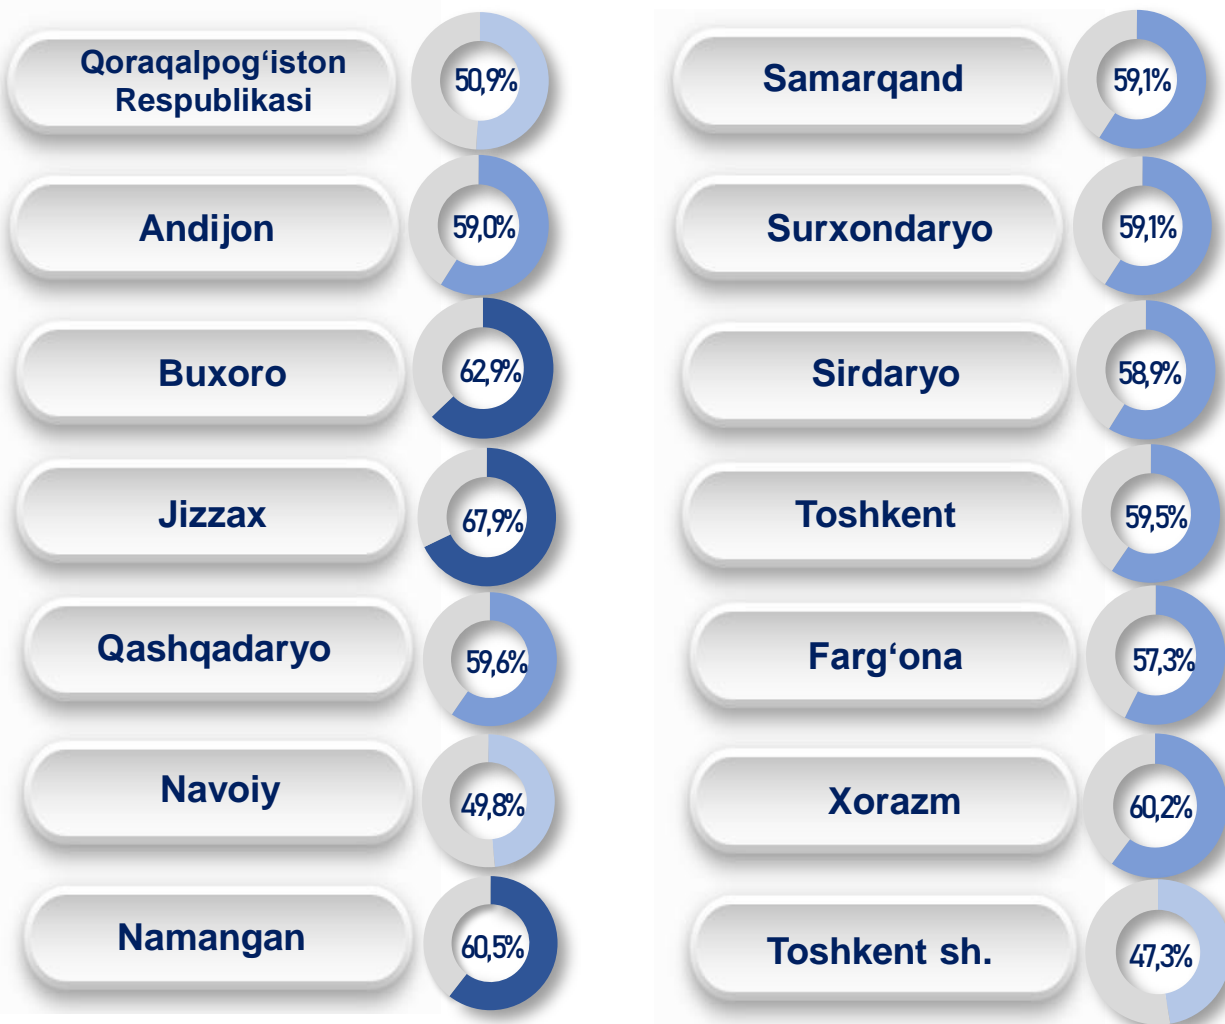 Qoraqalpog‘iston
Respublikasi
50,9%
Andijon
59,0%
Buxoro
62,9%
Jizzax
67,9%
Qashqadaryo
59,6%
Navoiy
49,8%
Namangan
60,5%
Samarqand
59,1%
Surxondaryo
59,1%
Sirdaryo
58,9%
Toshkent
59,5%
Farg‘ona
57,3%
Xorazm
60,2%
Toshkent sh.
47,3%